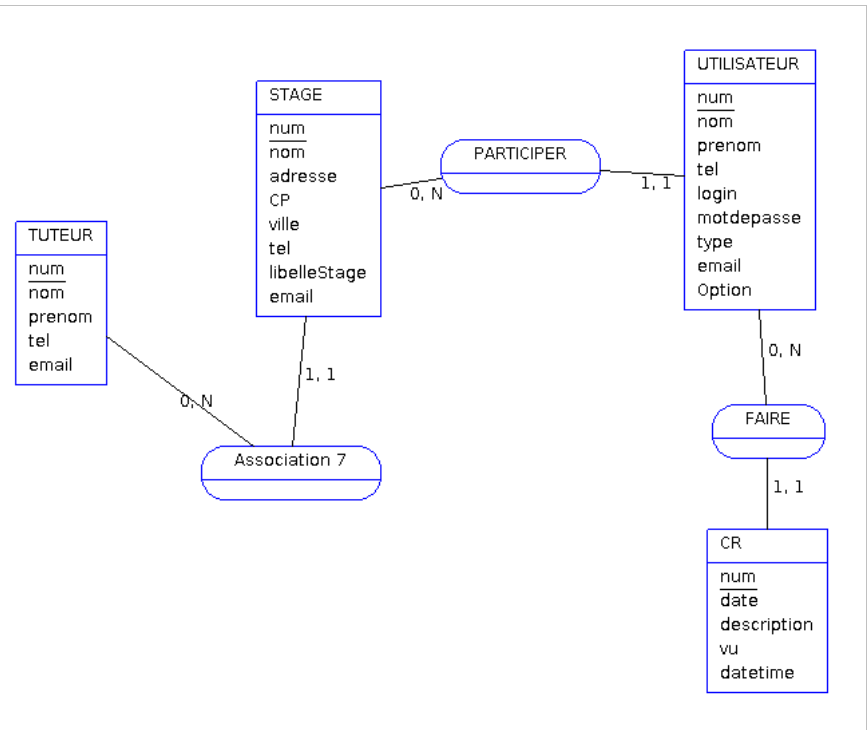 UTILISATEUR
num
nom
prenom
tel
login
motdepasse
type
email
Option
STAGE
num
nom
adresse
CP
ville
tel
libelleStage
email
PARTICIPER
0, N
1, 1
TUTEUR
num
nom
prenom
tel
email
0, N
1, 1
Association 7
0, N
FAIRE
1, 1
CR
num
date
description
vu
datetime